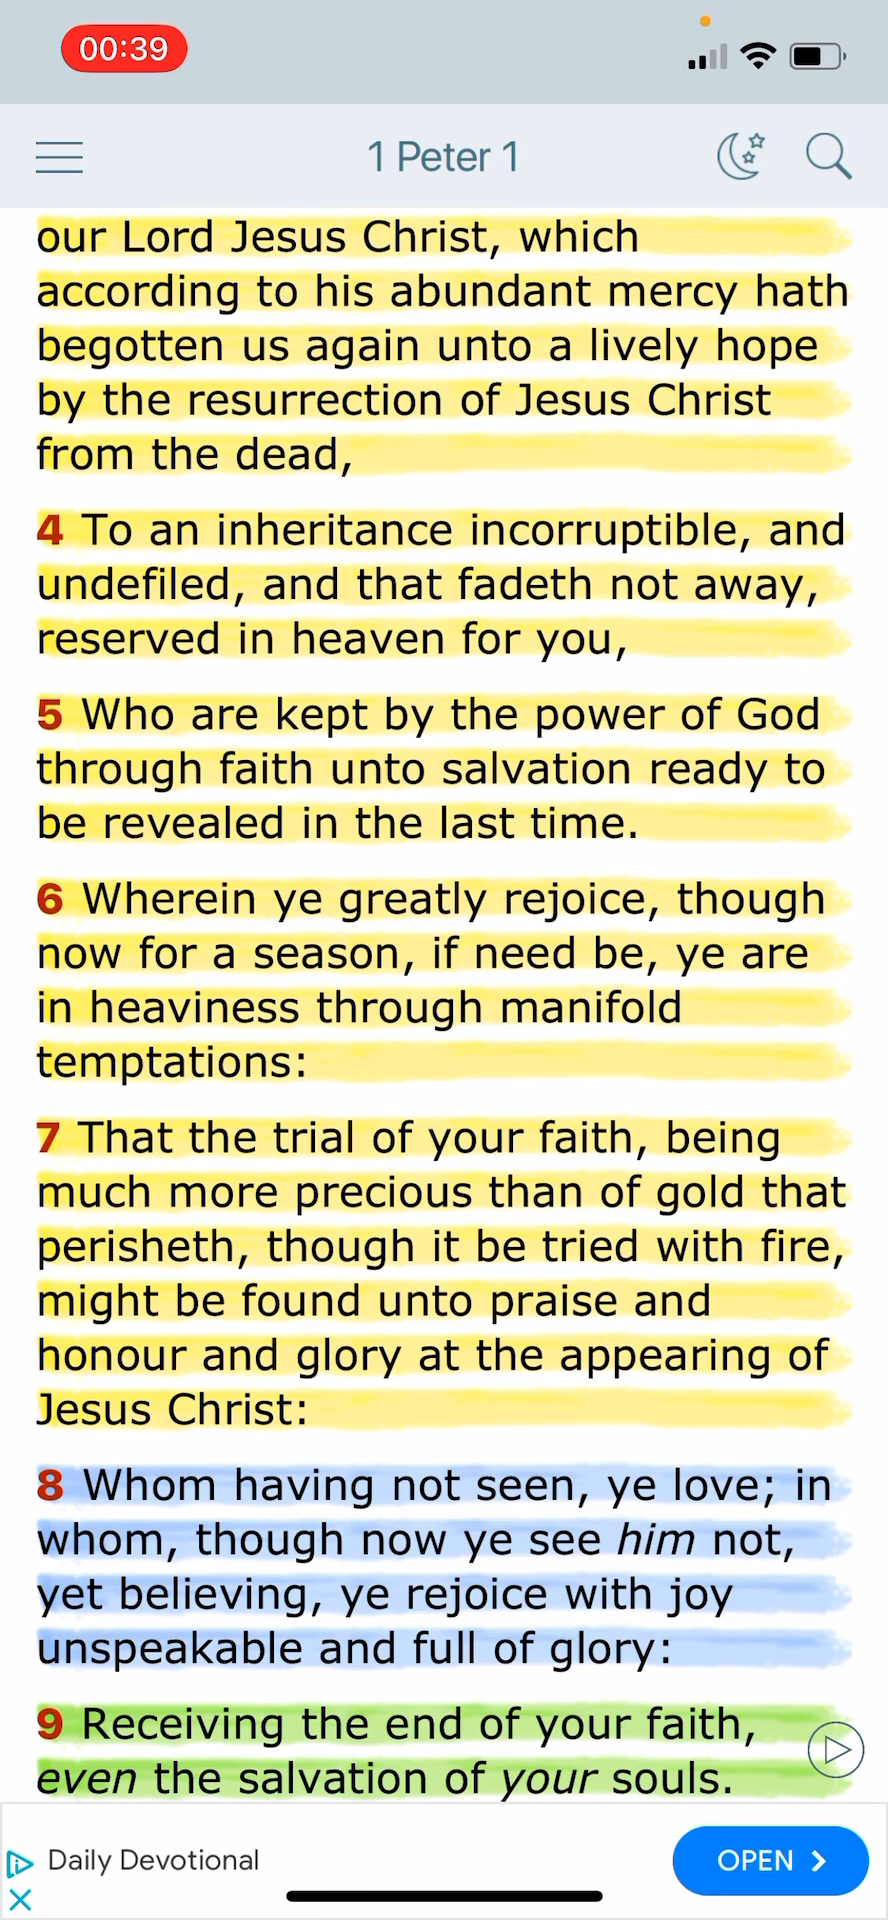 00:39
1 Peter 1
our Lord Jesus Christ, which
according to his abundant mercy hath
begotten us again unto a lively hope
by the resurrection of Jesus Christ
from the dead,
4 To an inheritance incorruptible, and
undefiled, and that fadeth not away,
reserved in heaven for you,
5 Who are kept by the power of God
through faith unto salvation ready to
be revealed in the last time.
6 Wherein ye greatly rejoice, though
now for a season, if need be, ye are
in heaviness through manifold
temptations:
7 That the trial of your faith, being
much more precious than of gold that
perisheth, though it be tried with fire,
might be found unto praise and
honour and glory at the appearing of
Jesus Christ:
8 Whom having not seen, ye love; in
whom, though now ye see him not,
yet believing, ye rejoice with joy
unspeakable and full of glory:
9 Receiving the end of your faith,
even the salvation of your souls.
Daily Devotional
OPEN